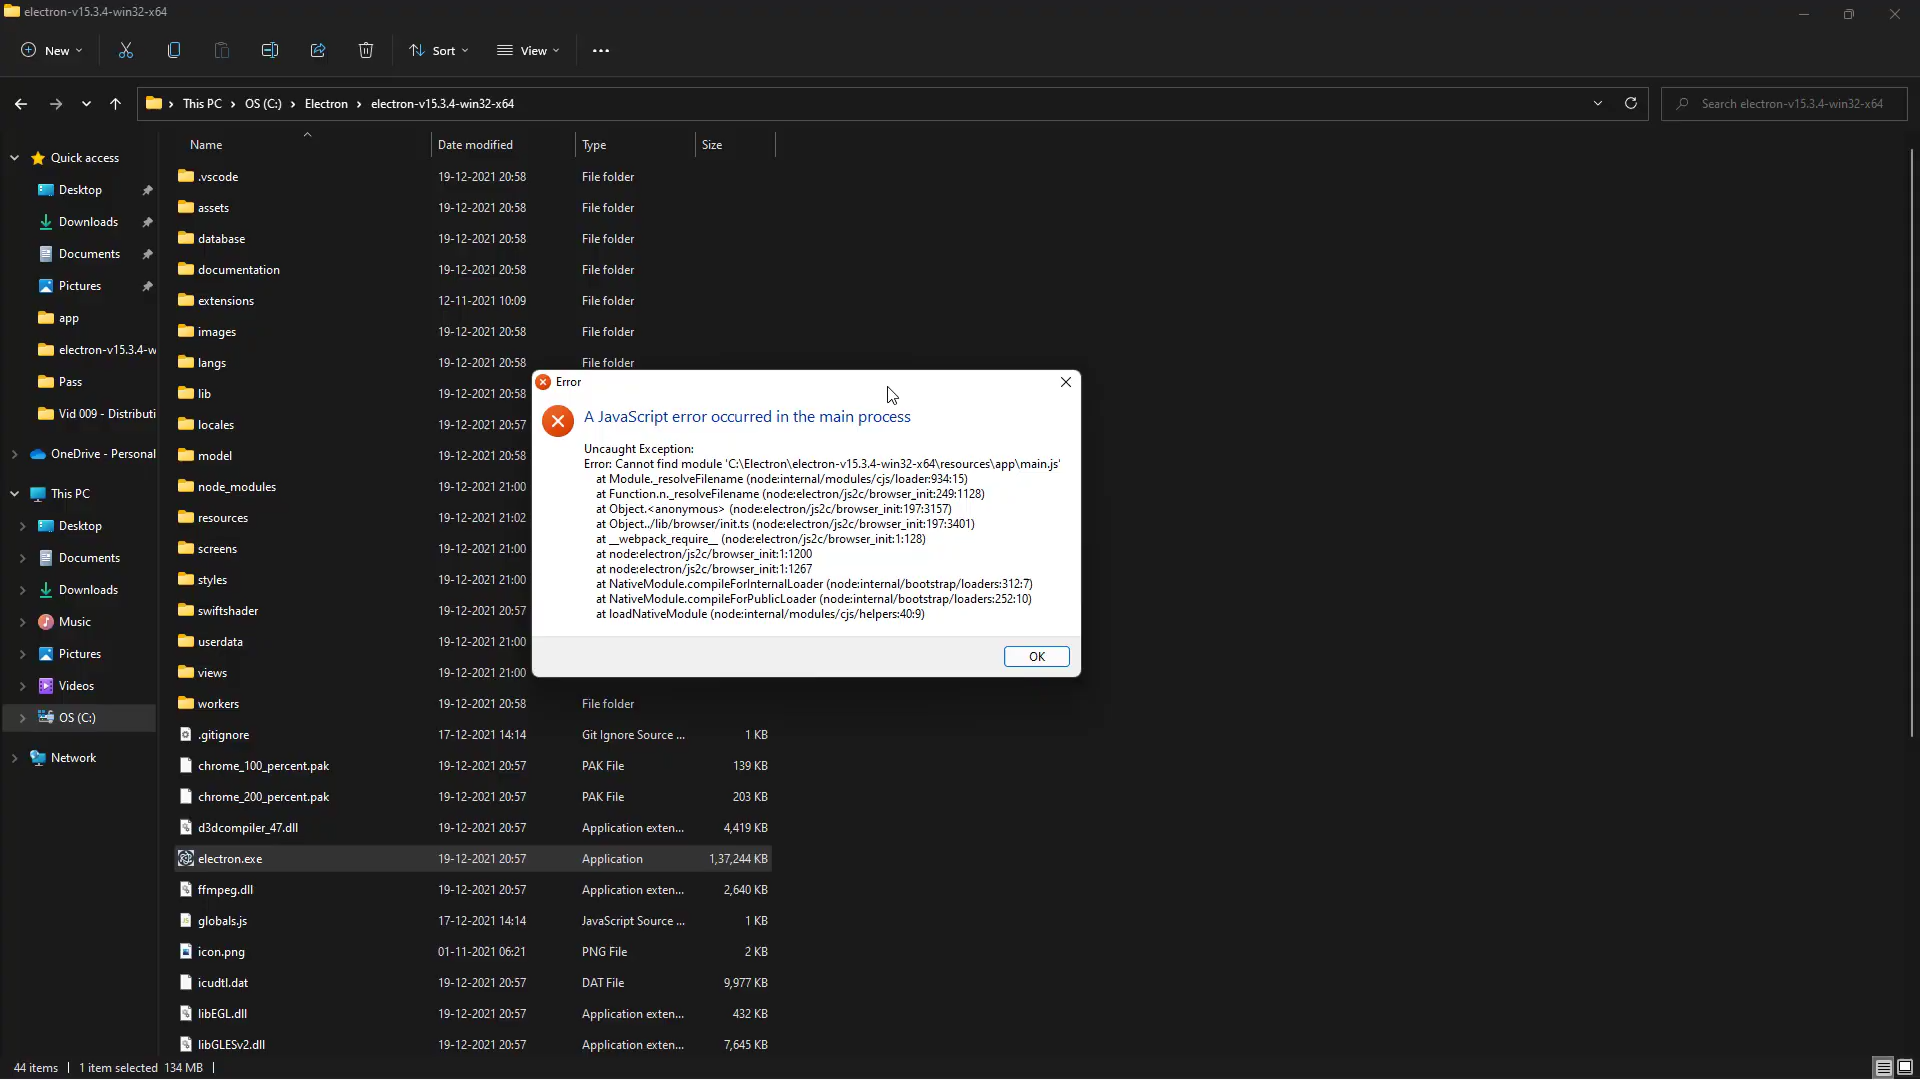 electron-v15.3.4-win32-x64
New
Sort
View
This PC > OS (C:) > Electron > electron-v15.3.4-win32-x64
Search electron-v15.3.4-win32-x64
Name Date modified Type Size
Quick access
Desktop
Downloads
Documents
Pictures
app
electron-v15.3.4-w
Pass
Vid 009 - Distributi
OneDrive - Personal
This PC
Desktop
Documents
Downloads
Music
Pictures
Videos
OS (C:)
Network
.vscode 19-12-2021 20:58 File folder
assets 19-12-2021 20:58 File folder
database 19-12-2021 20:58 File folder
documentation 19-12-2021 20:58 File folder
extensions 12-11-2021 10:09 File folder
images 19-12-2021 20:58 File folder
langs 19-12-2021 20:58 File folder
lib 19-12-2021 20:58
locales 19-12-2021 20:57
model 19-12-2021 20:58
node_modules 19-12-2021 21:00
resources 19-12-2021 21:02
screens 19-12-2021 21:00
styles 19-12-2021 21:00
swiftshader 19-12-2021 20:57
userdata 19-12-2021 21:00
views 19-12-2021 21:00
workers 19-12-2021 20:58 File folder
.gitignore 17-12-2021 14:14 Git Ignore Source ... 1 KB
chrome_100_percent.pak 19-12-2021 20:57 PAK File 139 KB
chrome_200_percent.pak 19-12-2021 20:57 PAK File 203 KB
d3dcompiler_47.dll 19-12-2021 20:57 Application exten... 4,419 KB
electron.exe 19-12-2021 20:57 Application 1,37,244 KB
ffmpeg.dll 19-12-2021 20:57 Application exten... 2,640 KB
globals.js 17-12-2021 14:14 JavaScript Source ... 1 KB
icon.png 01-11-2021 06:21 PNG File 2 KB
icudtl.dat 19-12-2021 20:57 DAT File 9,977 KB
libEGL.dll 19-12-2021 20:57 Application exten... 432 KB
libGLESv2.dll 19-12-2021 20:57 Application exten... 7,645 KB
Error
A JavaScript error occurred in the main process
Uncaught Exception:
Error: Cannot find module 'C:\Electron\electron-v15.3.4-win32-x64\resources\app\main.js'
at Module._resolveFilename (node:internal/modules/cjs/loader:934:15)
at Function.n._resolveFilename (node:electron/js2c/browser_init:249:1128)
at Object.<anonymous> (node:electron/js2c/browser_init:197:3157)
at Object../lib/browser/init.ts (node:electron/js2c/browser_init:197:3401)
at __webpack_require__ (node:electron/js2c/browser_init:1:128)
at node:electron/js2c/browser_init:1:1200
at node:electron/js2c/browser_init:1:1267
at NativeModule.compileForInternalLoader (node:internal/bootstrap/loaders:312:7)
at NativeModule.compileForPublicLoader (node:internal/bootstrap/loaders:252:10)
at loadNativeModule (node:internal/modules/cjs/helpers:40:9)
OK
44 items | 1 item selected 134 MB |